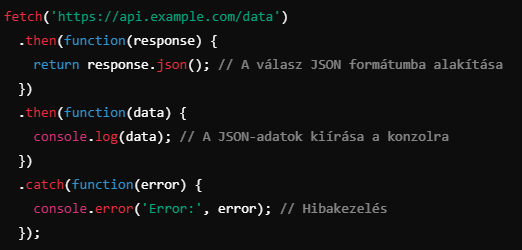 fetch('https://api.example.com/data')
  .then(function(response) {
    return response.json(); // A válasz JSON formátumba alakítása
  })
  .then(function(data) {
    console.log(data); // A JSON-adatok kiírása a konzolra
  })
  .catch(function(error) {
    console.error('Error:', error); // Hibakezelés
  });